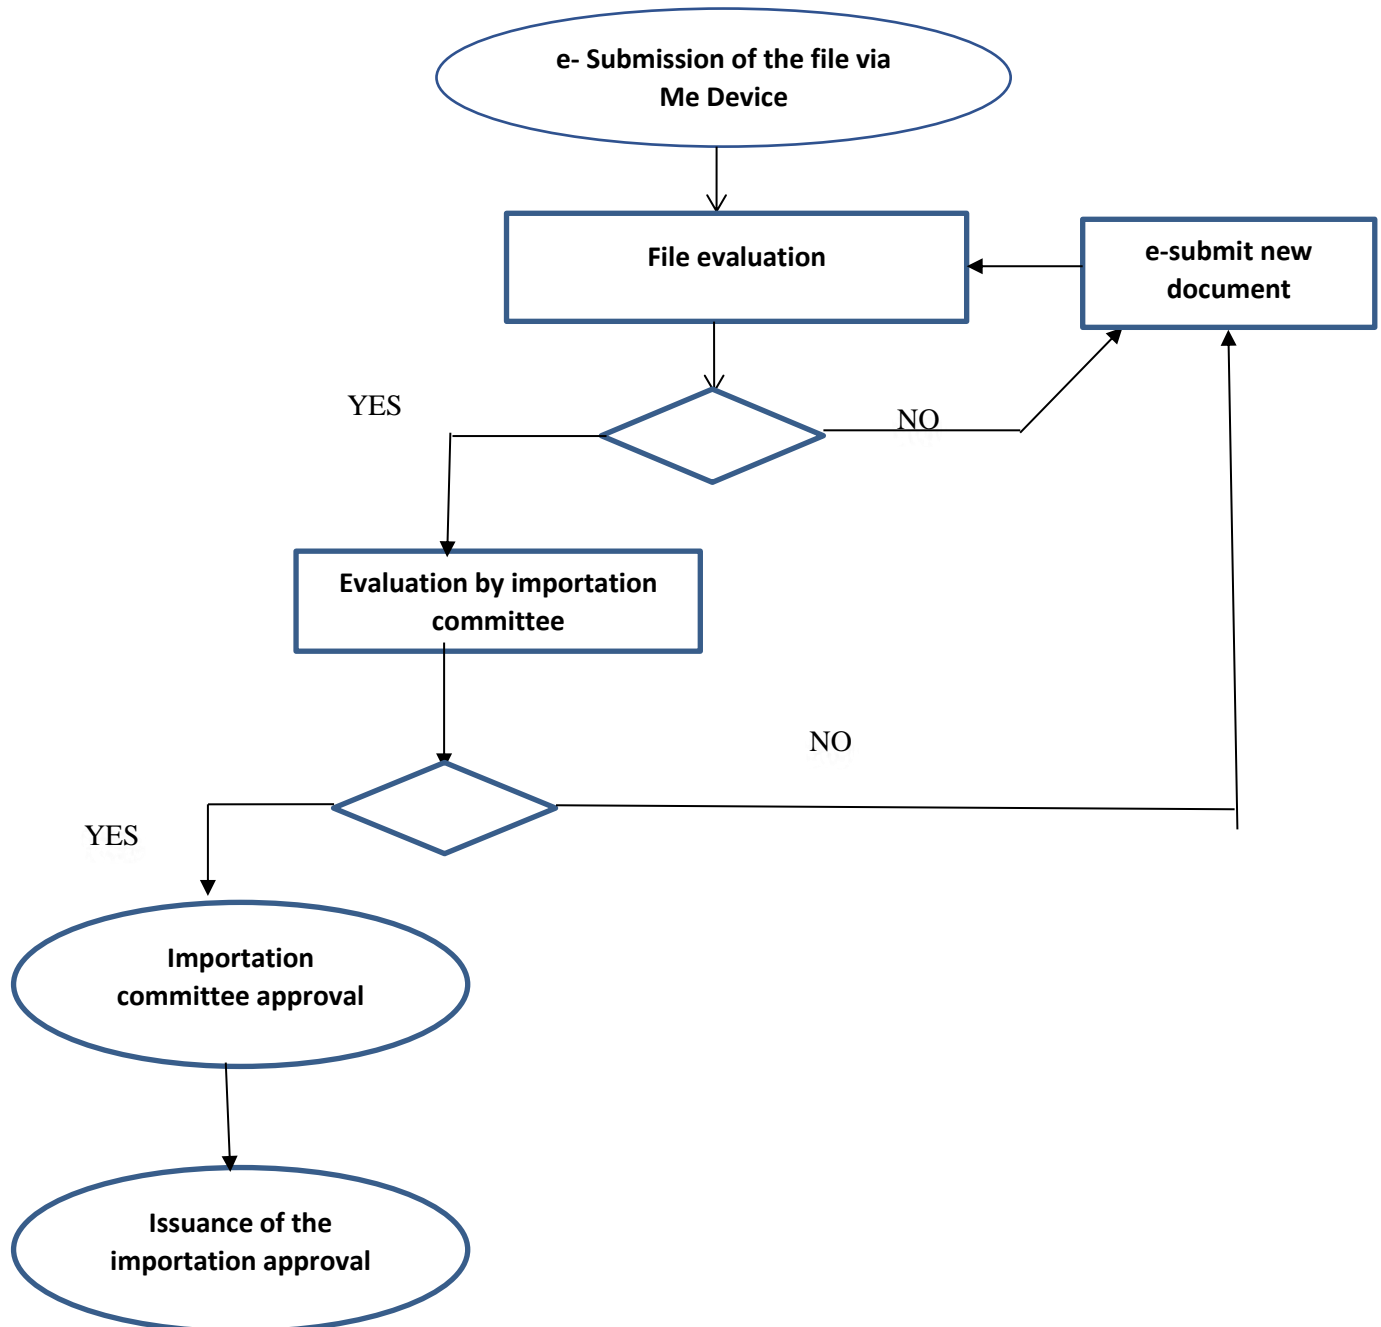 e- Submission of the file via
Me Device
File evaluation
e-submit new
document
YES
NO
Evaluation by importation
committee
NO
YES
Importation
committee approval
Issuance of the
importation approval